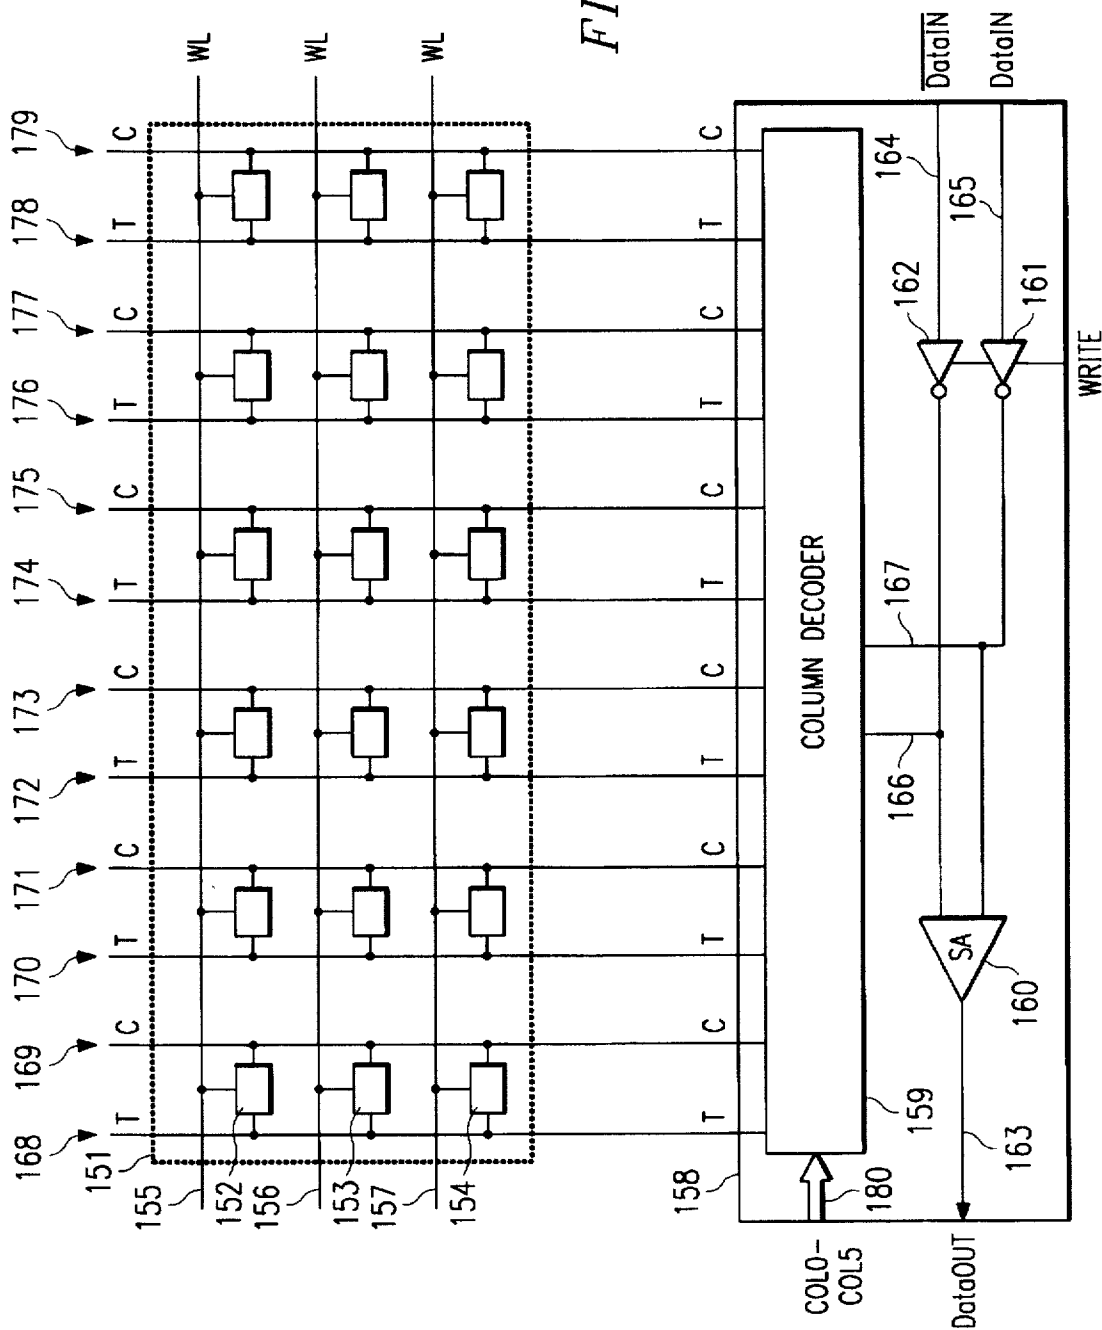 168 169 170 171 172 173 174 175 176 177 178 179
T C T C T C T C T C T C
151
155
WL
152
156
WL
153
157
WL
154
FI
158
T C T C T C T C T C T C
COL0-
COL5
180
COLUMN DECODER
159
166 167
162
164
DataIN
DataOUT
163
SA
160
165
161
DataIN
WRITE